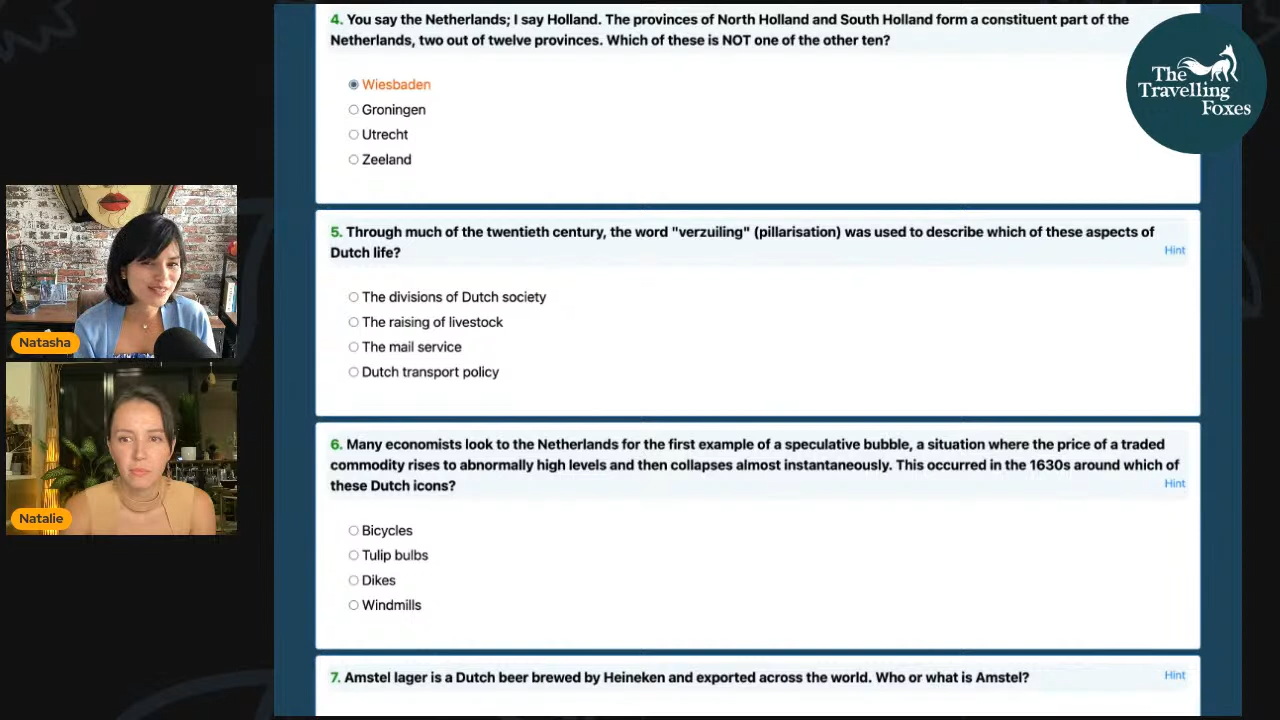 4. You say the Netherlands; I say Holland. The provinces of North Holland and South Holland form a constituent part of the
Netherlands, two out of twelve provinces. Which of these is NOT one of the other ten?
Wiesbaden
Groningen
Utrecht
Zeeland
The
Travelling
Foxes
5. Through much of the twentieth century, the word "verzuiling" (pillarisation) was used to describe which of these aspects of
Dutch life?
Hint
The divisions of Dutch society
The raising of livestock
The mail service
Dutch transport policy
Natasha
6. Many economists look to the Netherlands for the first example of a speculative bubble, a situation where the price of a traded
commodity rises to abnormally high levels and then collapses almost instantaneously. This occurred in the 1630s around which of
these Dutch icons?
Hint
Bicycles
Tulip bulbs
Dikes
Windmills
Natalie
7. Amstel lager is a Dutch beer brewed by Heineken and exported across the world. Who or what is Amstel?
Hint